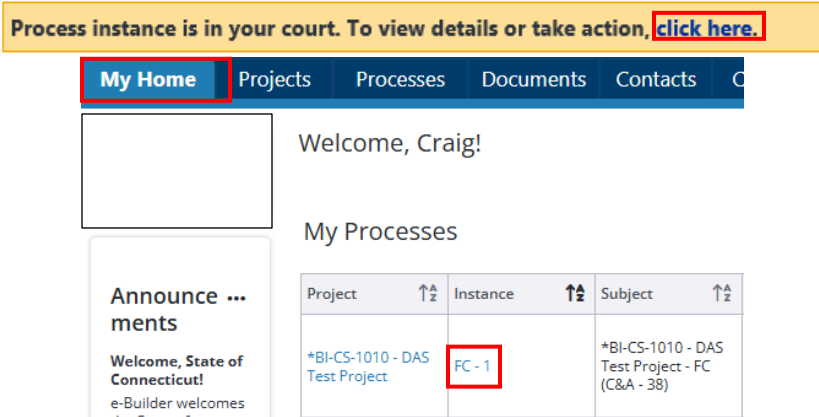 Process instance is in your court. To view details or take action, click here.
My Home Projects Processes Documents Contacts
Welcome, Craig!
My Processes
Announce ...
ments
Welcome, State of
Connecticut!
e-Builder welcomes
Project Instance Subject
*BI-CS-1010 - DAS
Test Project
FC - 1
*BI-CS-1010 - DAS
Test Project - FC
(C&A - 38)